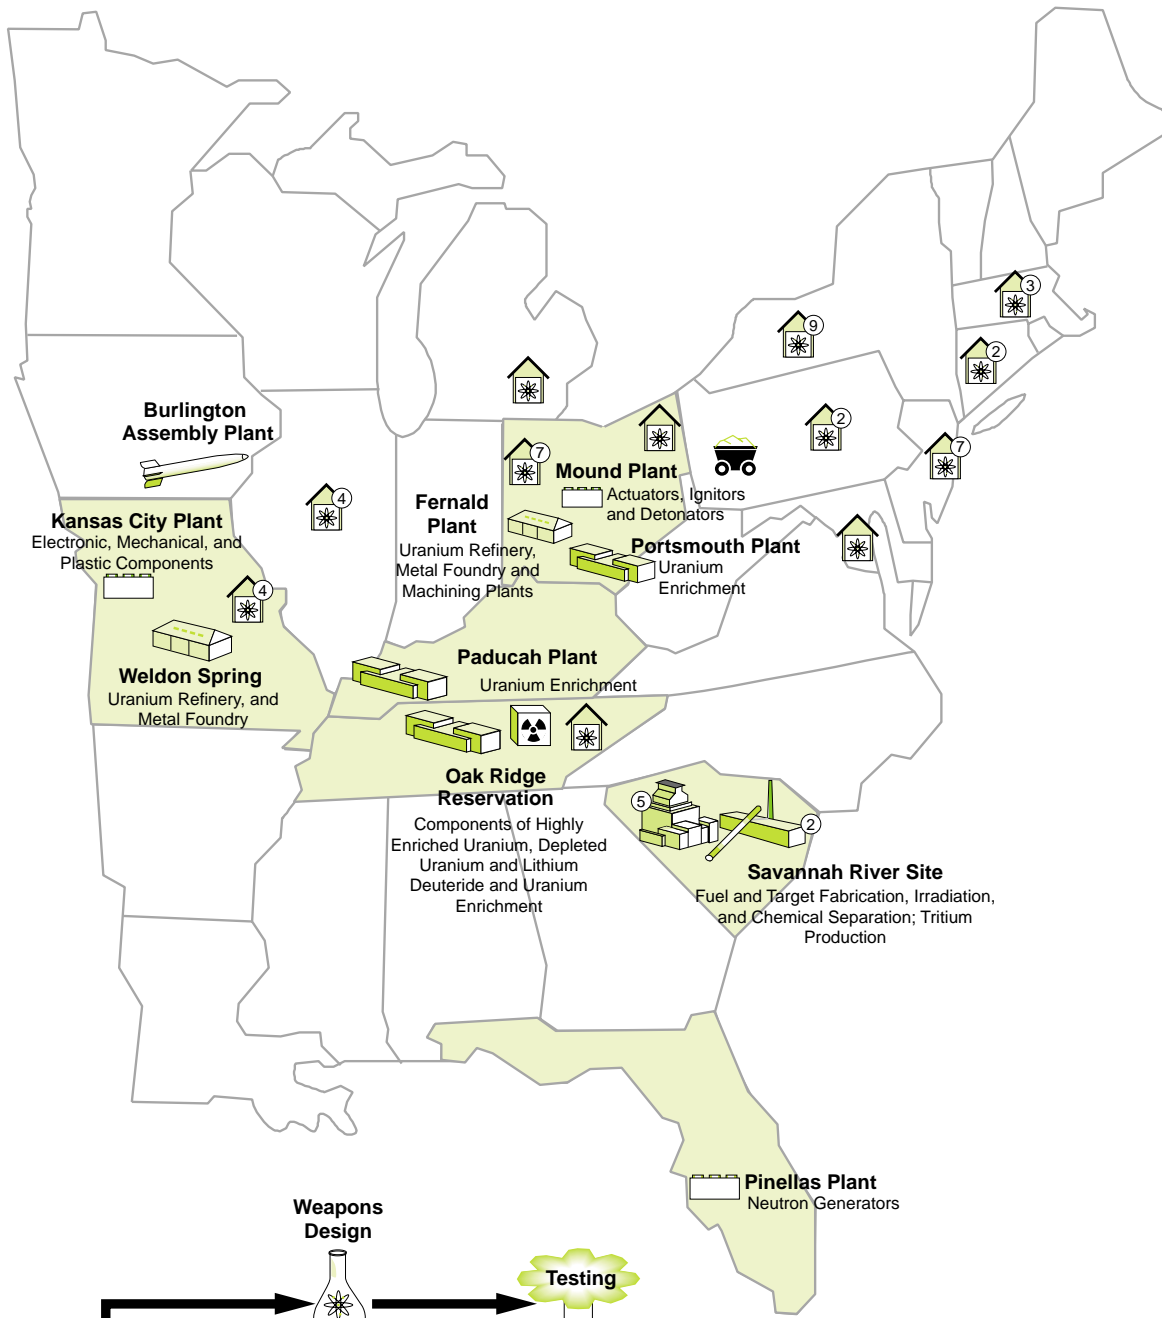 3
9
2
Burlington
Assembly Plant
2
7
7
Mound Plant
Actuators, Ignitors
and Detonators
4
Fernald
Plant
Uranium Refinery,
Metal Foundry and
Machining Plants
Kansas City Plant
Electronic, Mechanical, and
Plastic Components
Portsmouth Plant
Uranium
Enrichment
4
Weldon Spring
Uranium Refinery, and
Metal Foundry
Paducah Plant
Uranium Enrichment
Oak Ridge
Reservation
Components of Highly
Enriched Uranium, Depleted
Uranium and Lithium
Deuteride and Uranium
Enrichment
5
2
Savannah River Site
Fuel and Target Fabrication, Irradiation,
and Chemical Separation; Tritium
Production
Pinellas Plant
Neutron Generators
Weapons
Design
Testing